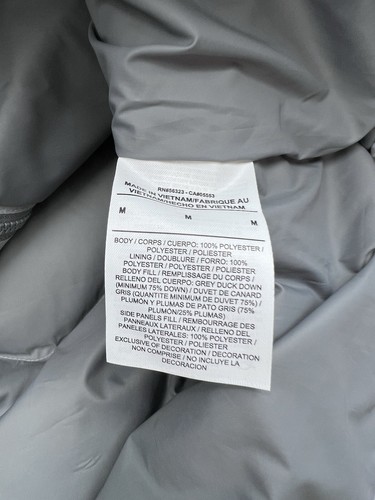 RN#56323 - CA#05553
MADE IN VIETNAM/FABRIQUE AU
VIETNAM/HECHO EN VIETNAM
M M M
BODY / CORPS / CUERPO: 100% POLYESTER /
POLYESTER / POLIÉSTER
LINING / DOUBLURE / FORRO: 100%
POLYESTER / POLYESTER / POLIÉSTER
BODY FILL / REMPLISSAGE DU CORPS /
RELLENO DEL CUERPO: GREY DUCK DOWN
(MINIMUM 75% DOWN) / DUVET DE CANARD
GRIS (QUANTITE MINIMUM DE DUVET 75%) /
PLUMÓN Y PLUMAS DE PATO GRIS (75%
PLUMÓN/25% PLUMAS)
SIDE PANELS FILL / REMBOURRAGE DES
PANNEAUX LATERAUX / RELLENO DEL
PANELES LATERALES: 100% POLYESTER /
POLYESTER / POLIÉSTER
EXCLUSIVE OF DECORATION / DECORATION
NON COMPRISE / NO INCLUYE LA
DECORACION